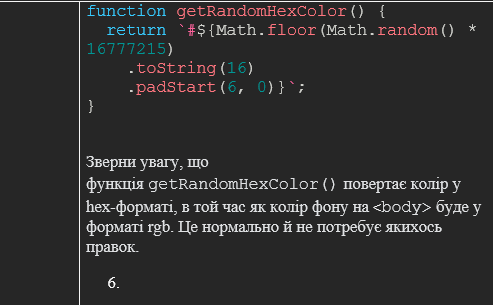 function getRandomHexColor() {
  return `#${Math.floor(Math.random() *
16777215)
    .toString(16)
    .padStart(6, 0)}`;
}
Зверни увагу, що
функція getRandomHexColor() повертає колір у
hex-форматі, в той час як колір фону на <body> буде у
форматі rgb. Це нормально й не потребує якихось
правок.
6.